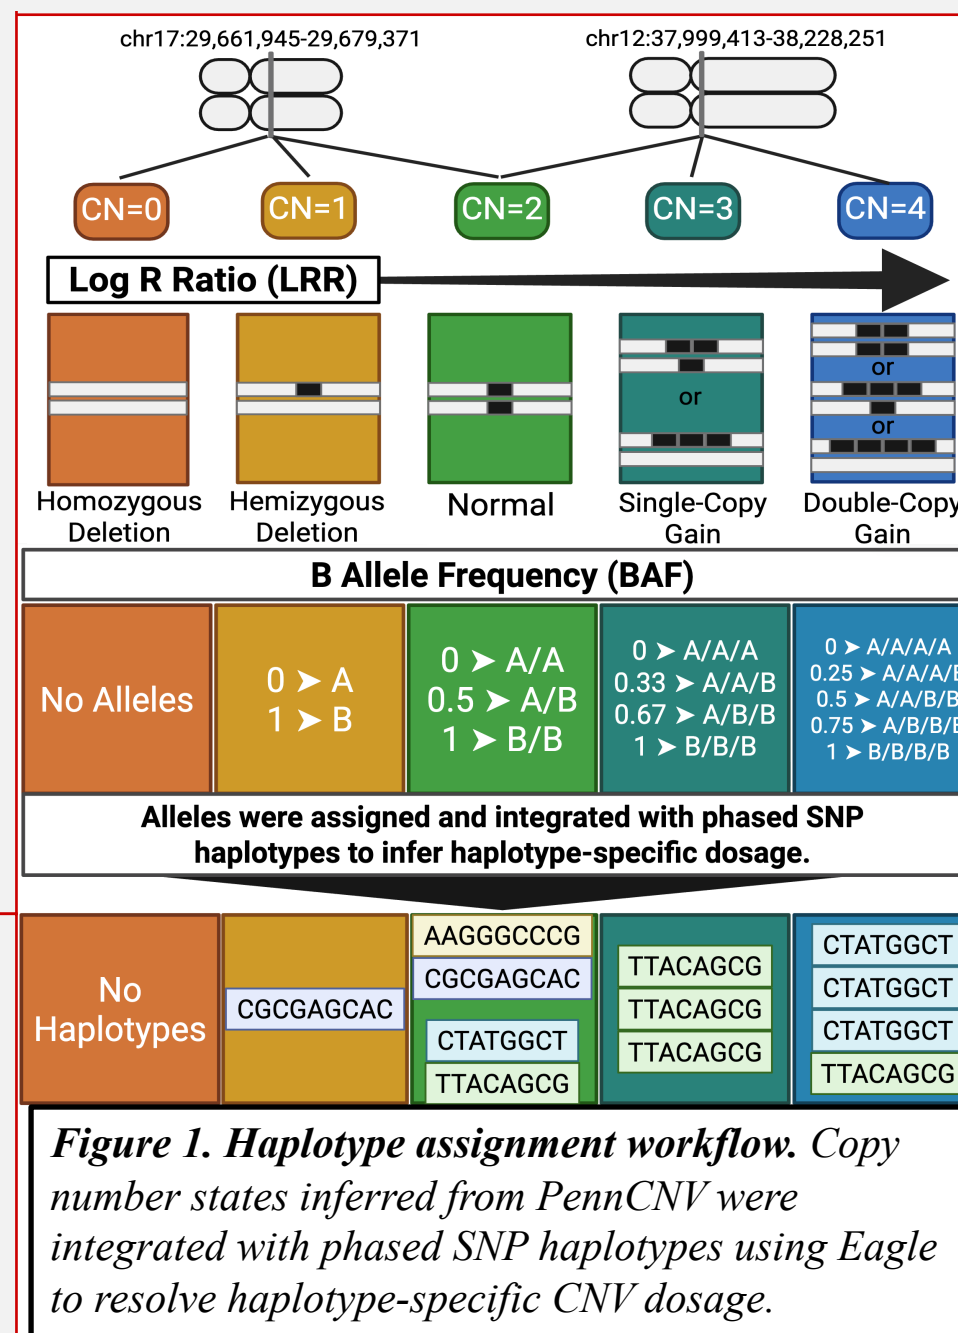 chr17:29,661,945-29,679,371
chr12:37,999,413-38,228,251
CN=0
CN=1
CN=2
CN=3
CN=4
Log R Ratio (LRR)
or
or
or
Homozygous
Deletion
Hemizygous
Deletion
Normal
Single-Copy
Gain
Double-Copy
Gain
B Allele Frequency (BAF)
No Alleles
0 ➤ A
1 ➤ B
0 ➤ A/A
0.5 ➤ A/B
1 ➤ B/B
0 ➤ A/A/A
0.33 ➤ A/A/B
0.67 ➤ A/B/B
1 ➤ B/B/B
0 ➤ A/A/A/A
0.25 ➤ A/A/A/B
0.5 ➤ A/A/B/B
0.75 ➤ A/B/B/B
1 ➤ B/B/B/B
Alleles were assigned and integrated with phased SNP
haplotypes to infer haplotype-specific dosage.
No
Haplotypes
CGCGAGCAC
AAGGGCCCG
CGCGAGCAC
CTATGGCT
TTACAGCG
TTACAGCG
TTACAGCG
TTACAGCG
CTATGGCT
CTATGGCT
CTATGGCT
TTACAGCG
Figure 1. Haplotype assignment workflow. Copy
number states inferred from PennCNV were
integrated with phased SNP haplotypes using Eagle
to resolve haplotype-specific CNV dosage.